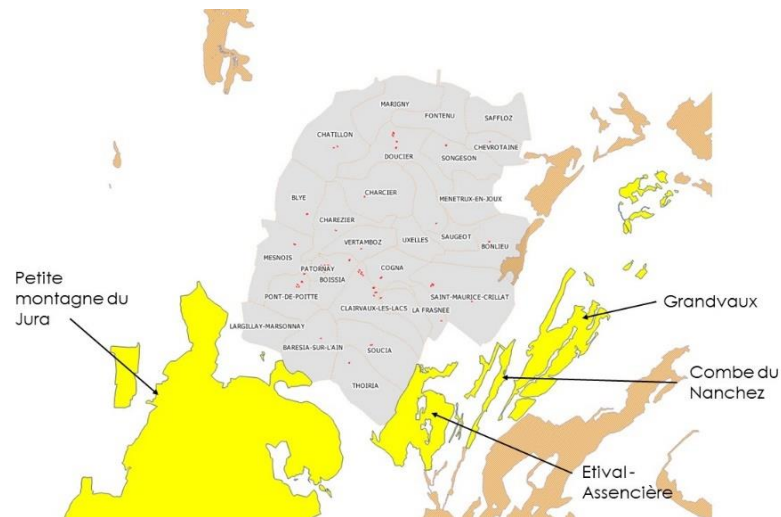 MARIGNY
FONTENU
SAFFLOZ
CHATILLON
CHEVROTAINE
DOUCIER
SONGESON
CHARCIER
BLYE
MENETRUX-EN-JOUX
CHAREZIER
VERTAMBOZ
UXELLES
SAUGEOT
BONLIEU
MESNOIS
PATORNAY
COGNA
BOISSIA
PONT-DE-POITTE
SAINT-MAURICE-CRILLAT
CLAIRVAUX-LES-LACS
LA FRASNEE
LARGILLAY-MARSONNAY
BARESIA-SUR-L'AIN
SOUCIA
THOIRIA
Petite
montagne du
Jura
Grandvaux
Combe du
Nanchez
Etival-
Assencière